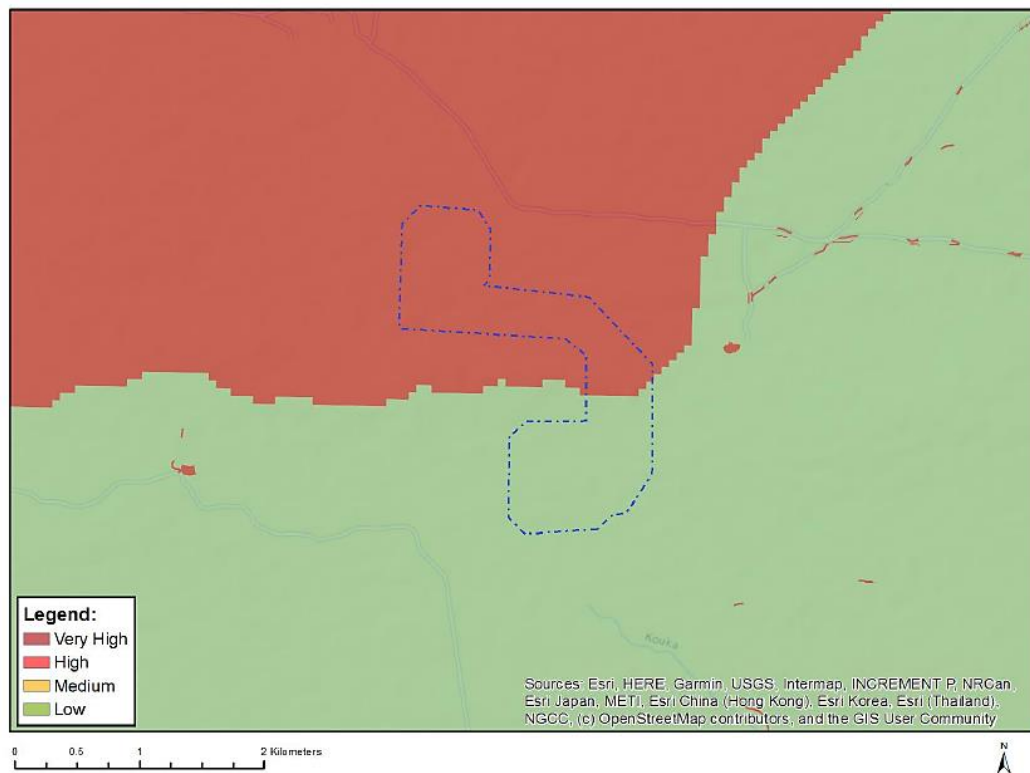 Kouka
Legend:
Very High
High
Medium
Low
Sources: Esri, HERE, Garmin, USGS, Intermap, INCREMENT P, NRCan,
Esri Japan, METI, Esri China (Hong Kong), Esri Korea, Esri (Thailand),
NGCC, (c) OpenStreetMap contributors, and the GIS User Community
0 0.5 1 2 Kilometers
N